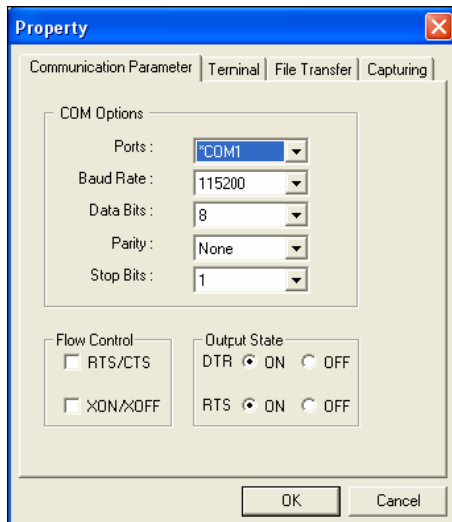 Property
Communication Parameter Terninal File Transfer Capturing
COM Options
Ports : *COM1
Baud Rate : 115200
Data Bits : 8
Parity : None
Stop Bits : 1
Flow Control
RTS/CTS
XON/XOFF
Output State
DTR ON OFF
RTS ON OFF
OK Cancel